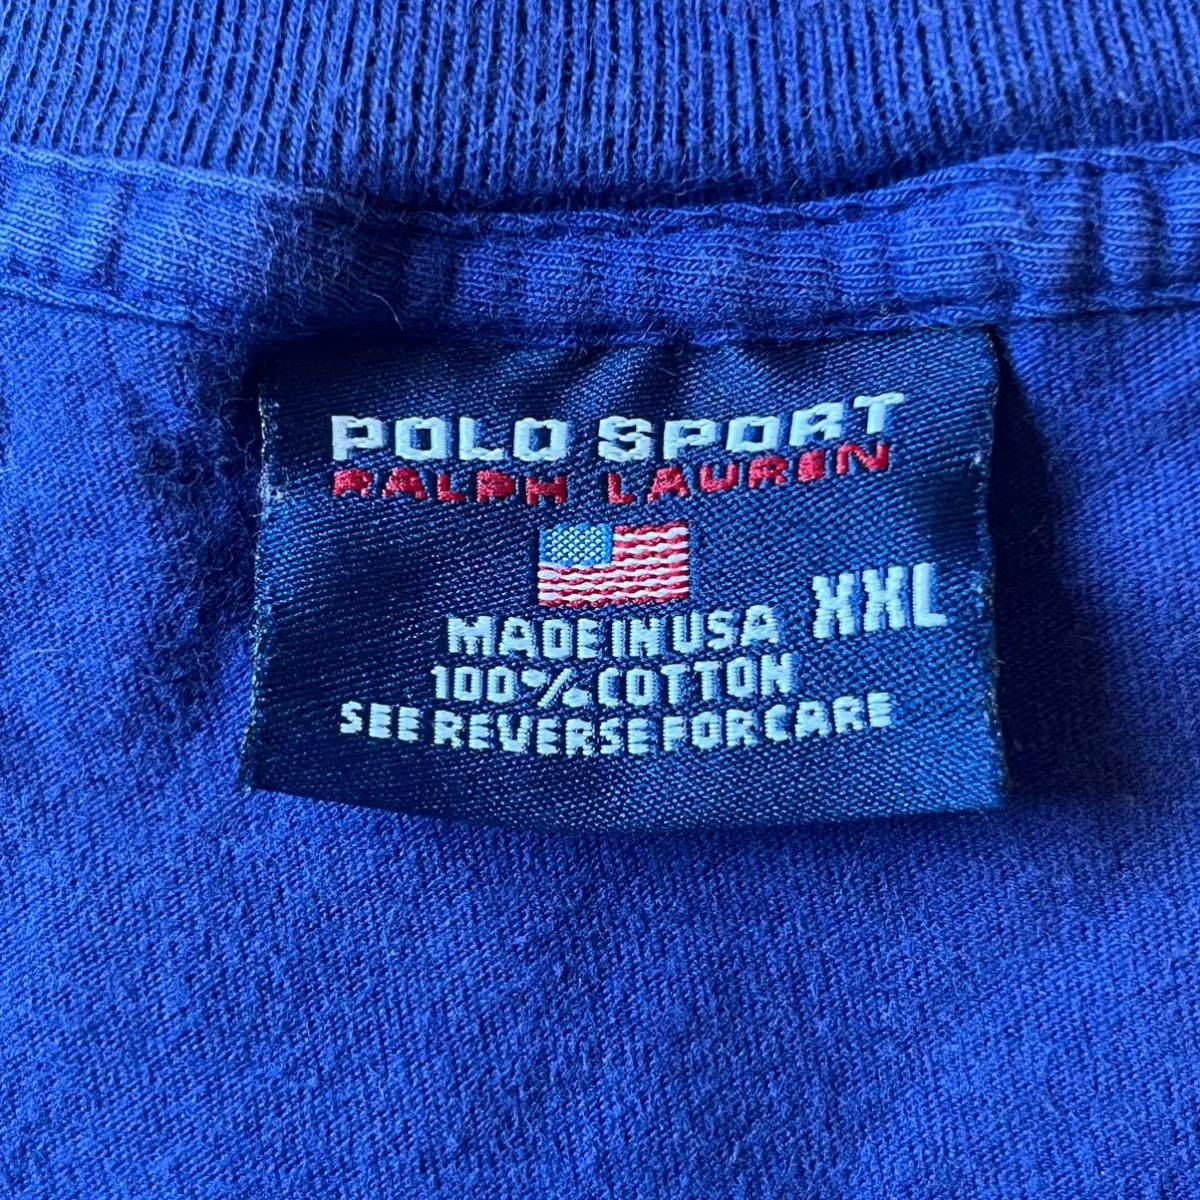 POLO SPORT
RALPH LAUREN
MADE IN USA XXL
100% COTTON
SEE REVERSE FOR CARE